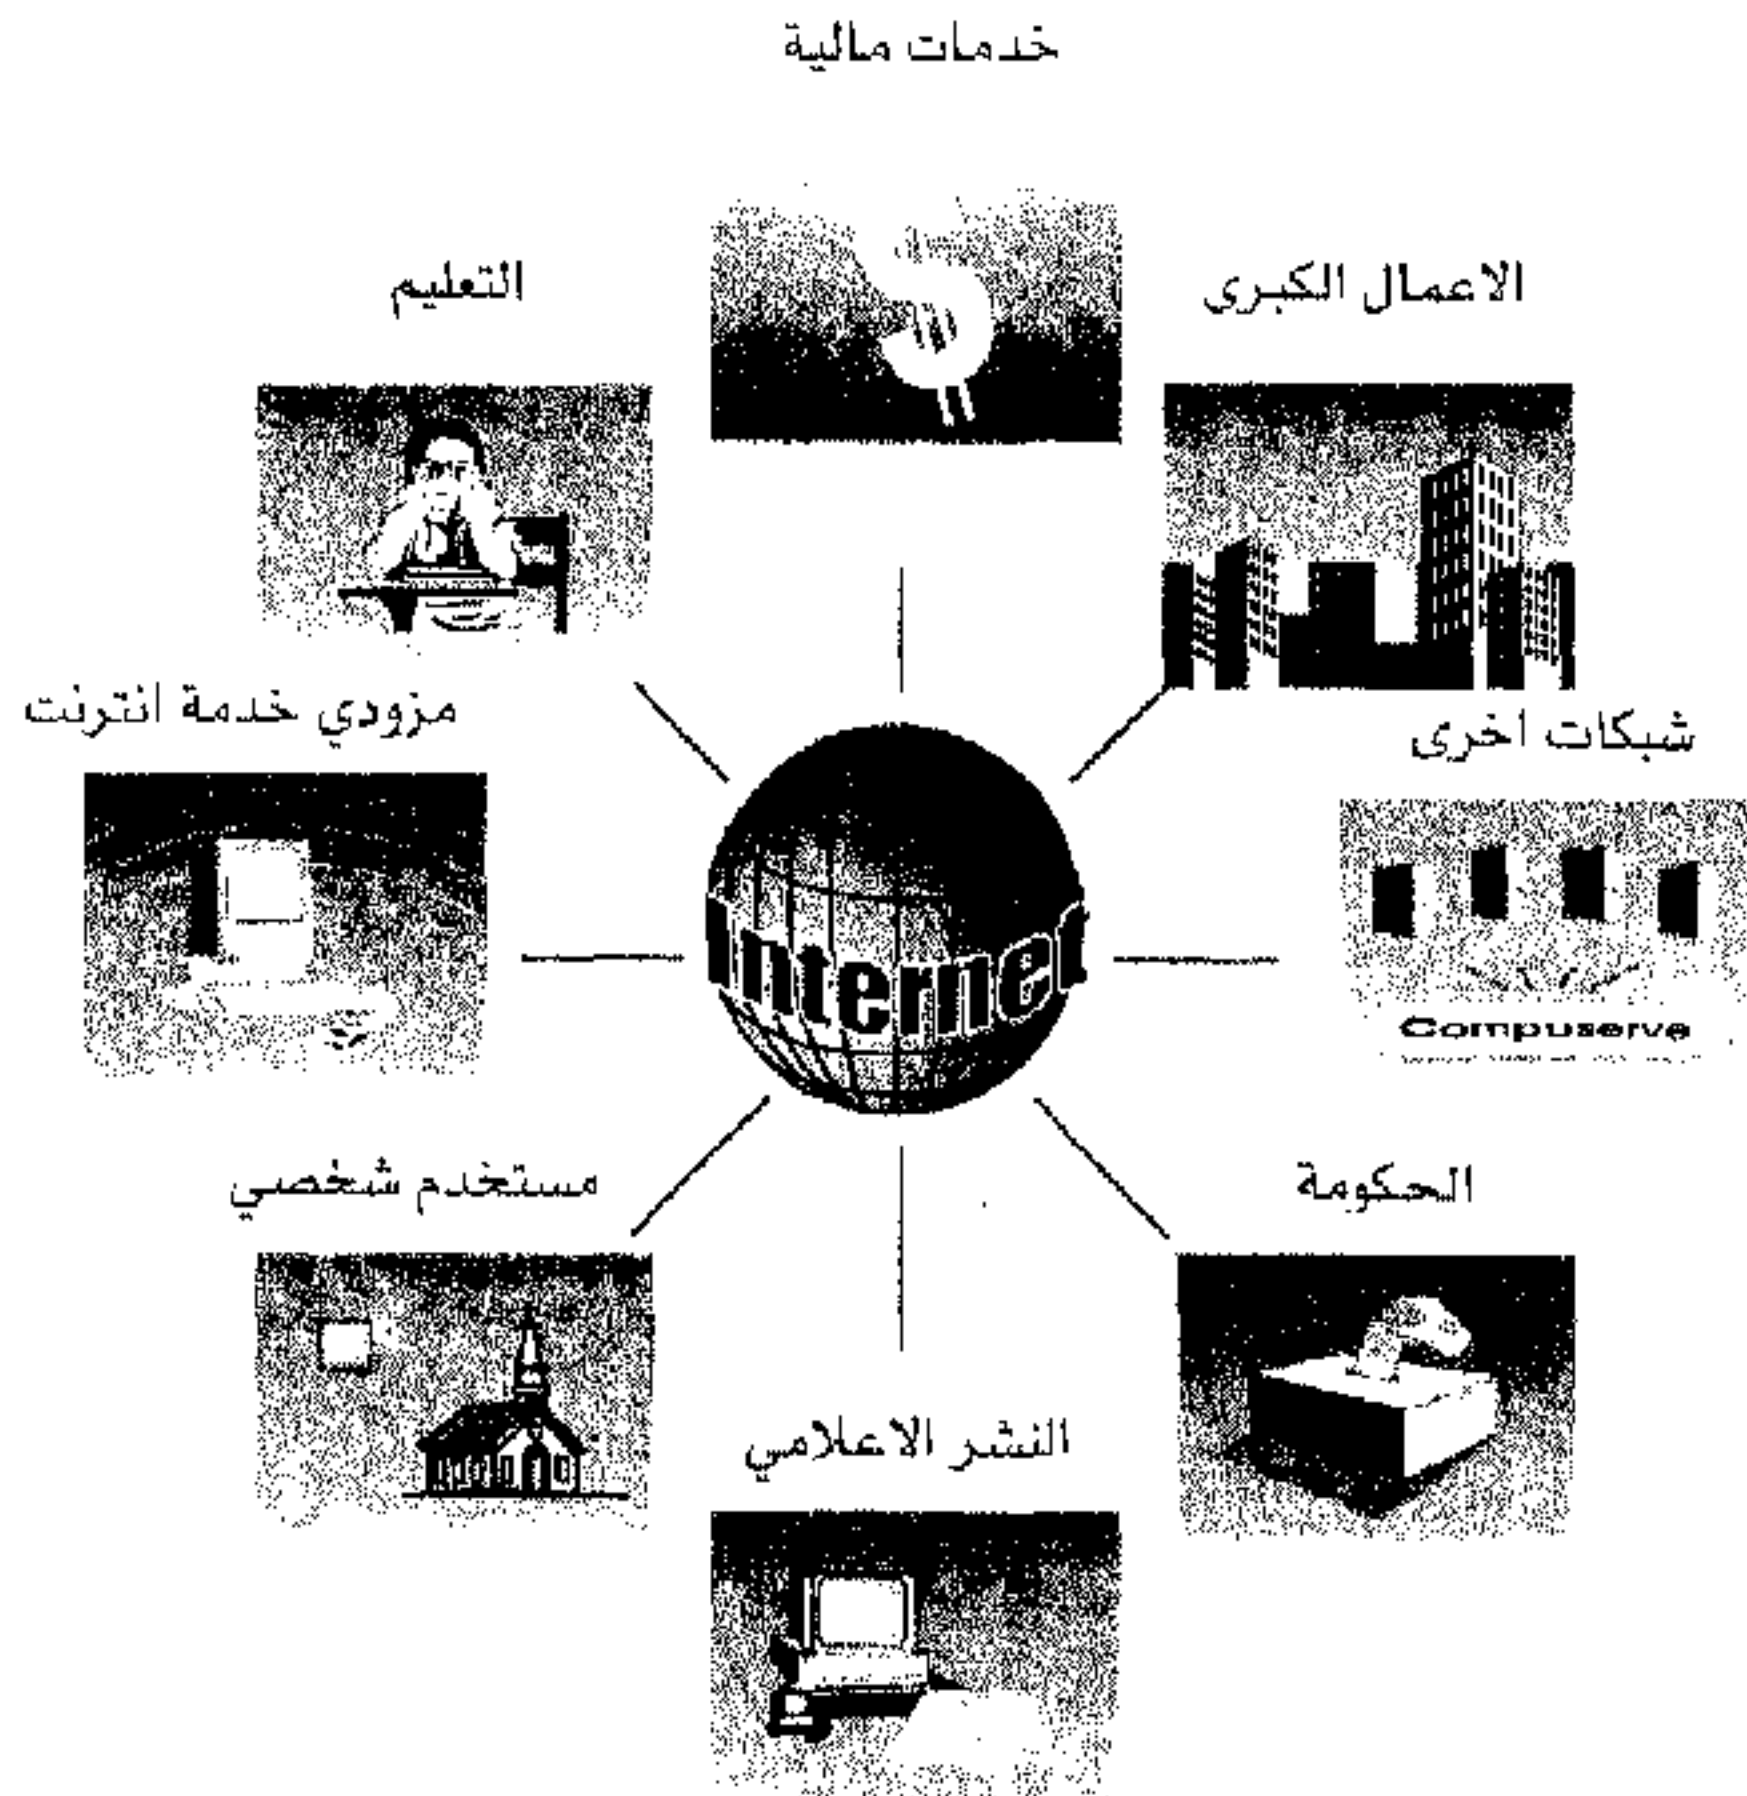 خدمات مالية
الاعمال الكبرى
التعليم
شبكات اخرى
مزودي خدمة انترنت
Internet
Compuserve
الحكومة
مستخدم شخصي
النشر الاعلامي